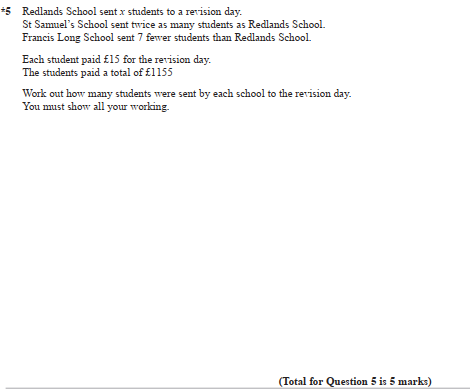 *5 Redlands School sent x students to a revision day.
St Samuel's School sent twice as many students as Redlands School.
Francis Long School sent 7 fewer students than Redlands School.
Each student paid £15 for the revision day.
The students paid a total of £1155
Work out how many students were sent by each school to the revision day.
You must show all your working.
(Total for Question 5 is 5 marks)